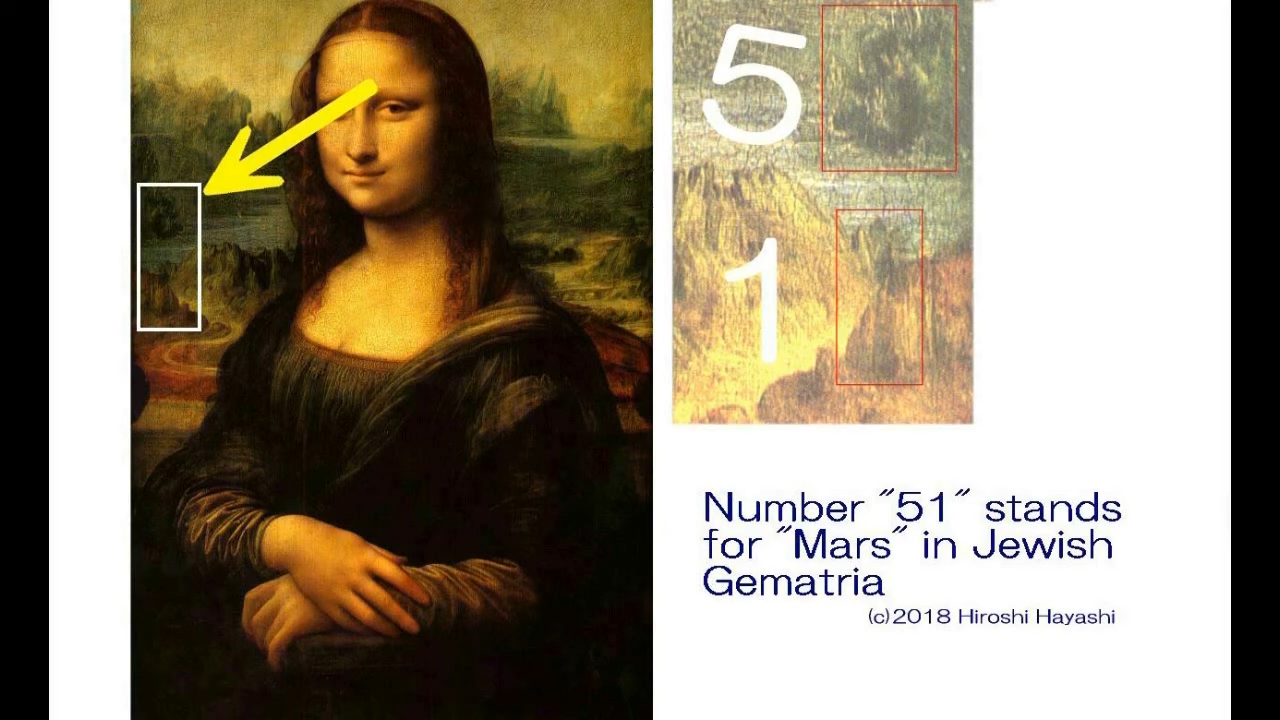 5
1
Number "51" stands
for "Mars" in Jewish
Gematria
(c)2018 Hiroshi Hayashi